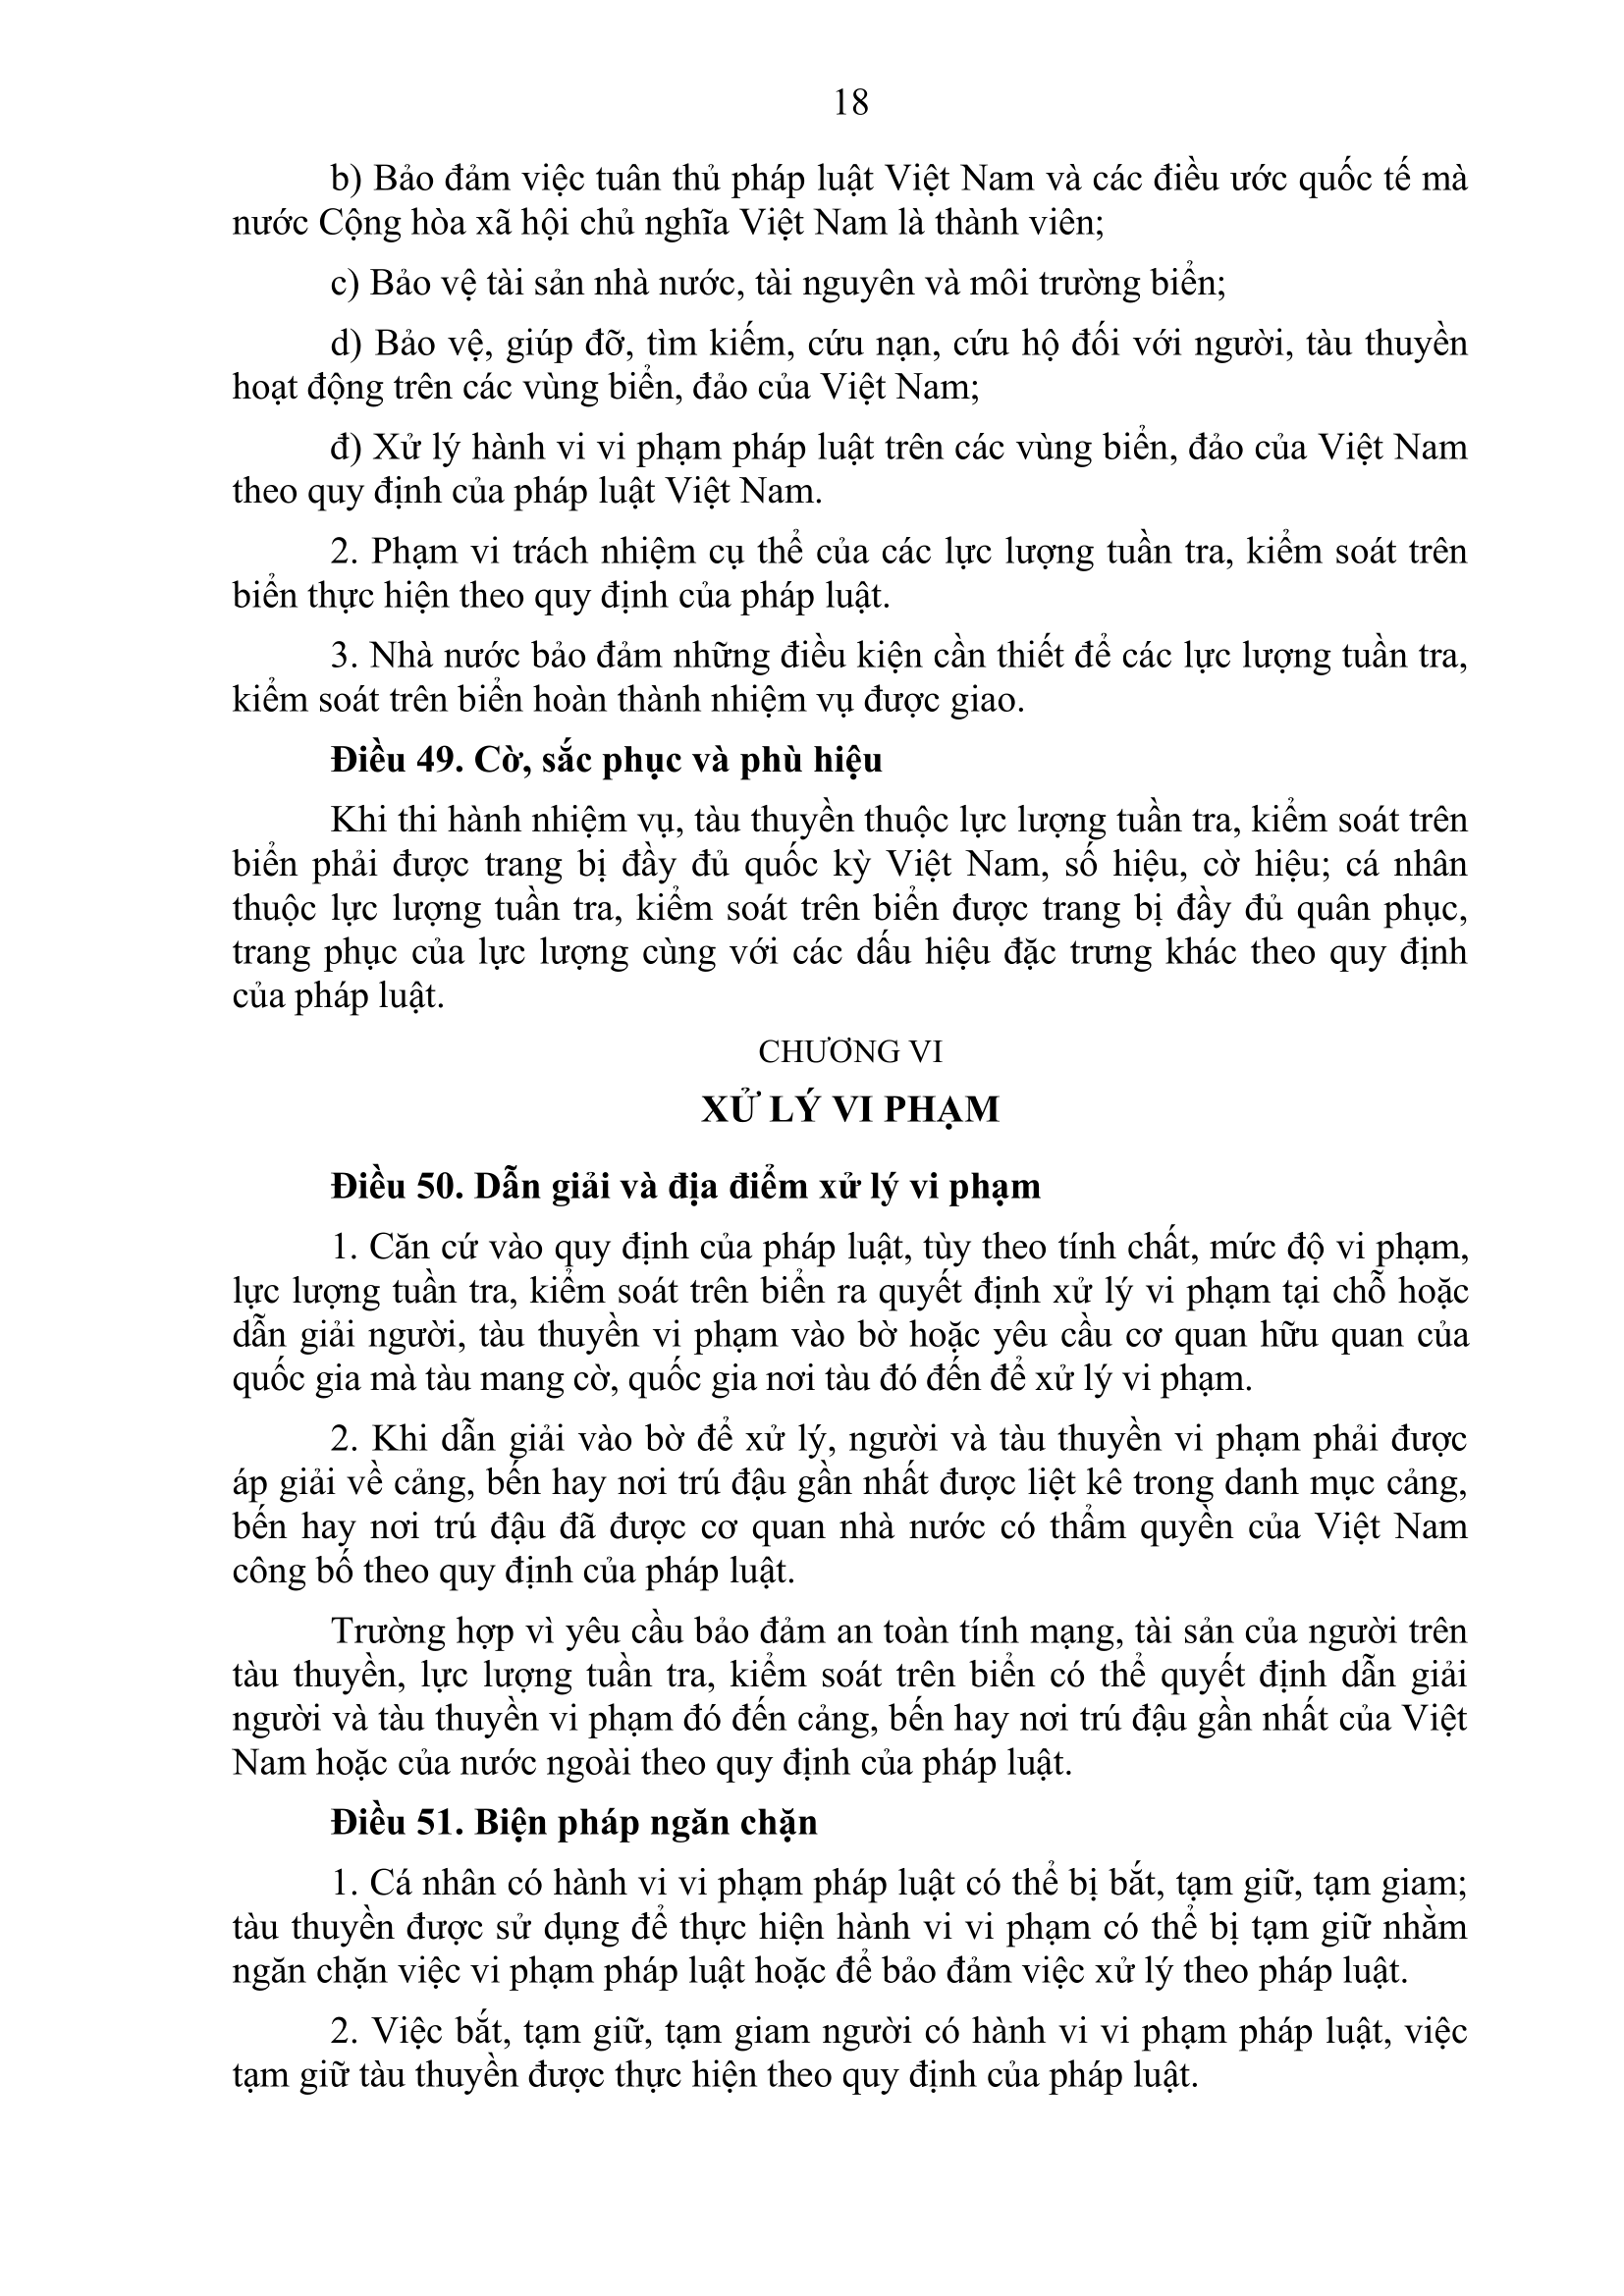 18
b) Bảo đảm việc tuân thủ pháp luật Việt Nam và các điều ước quốc tế mà
nước Cộng hòa xã hội chủ nghĩa Việt Nam là thành viên;
c) Bảo vệ tài sản nhà nước, tài nguyên và môi trường biển;
d) Bảo vệ, giúp đỡ, tìm kiếm, cứu nạn, cứu hộ đối với người, tàu thuyền
hoạt động trên các vùng biển, đảo của Việt Nam;
đ) Xử lý hành vi vi phạm pháp luật trên các vùng biển, đảo của Việt Nam
theo quy định của pháp luật Việt Nam.
2. Phạm vi trách nhiệm cụ thể của các lực lượng tuần tra, kiểm soát trên
biển thực hiện theo quy định của pháp luật.
3. Nhà nước bảo đảm những điều kiện cần thiết để các lực lượng tuần tra,
kiểm soát trên biển hoàn thành nhiệm vụ được giao.
Điều 49. Cờ, sắc phục và phù hiệu
Khi thi hành nhiệm vụ, tàu thuyền thuộc lực lượng tuần tra, kiểm soát trên
biển phải được trang bị đầy đủ quốc kỳ Việt Nam, số hiệu, cờ hiệu; cá nhân
thuộc lực lượng tuần tra, kiểm soát trên biển được trang bị đầy đủ quân phục,
trang phục của lực lượng cùng với các dấu hiệu đặc trưng khác theo quy định
của pháp luật.
CHƯƠNG VI
XỬ LÝ VI PHẠM
Điều 50. Dẫn giải và địa điểm xử lý vi phạm
1. Căn cứ vào quy định của pháp luật, tùy theo tính chất, mức độ vi phạm,
lực lượng tuần tra, kiểm soát trên biển ra quyết định xử lý vi phạm tại chỗ hoặc
dẫn giải người, tàu thuyền vi phạm vào bờ hoặc yêu cầu cơ quan hữu quan của
quốc gia mà tàu mang cờ, quốc gia nơi tàu đó đến để xử lý vi phạm.
2. Khi dẫn giải vào bờ để xử lý, người và tàu thuyền vi phạm phải được
áp giải về cảng, bến hay nơi trú đậu gần nhất được liệt kê trong danh mục cảng,
bến hay nơi trú đậu đã được cơ quan nhà nước có thẩm quyền của Việt Nam
công bố theo quy định của pháp luật.
Trường hợp vì yêu cầu bảo đảm an toàn tính mạng, tài sản của người trên
tàu thuyền, lực lượng tuần tra, kiểm soát trên biển có thể quyết định dẫn giải
người và tàu thuyền vi phạm đó đến cảng, bến hay nơi trú đậu gần nhất của Việt
Nam hoặc của nước ngoài theo quy định của pháp luật.
Điều 51. Biện pháp ngăn chặn
1. Cá nhân có hành vi vi phạm pháp luật có thể bị bắt, tạm giữ, tạm giam;
tàu thuyền được sử dụng để thực hiện hành vi vi phạm có thể bị tạm giữ nhằm
ngăn chặn việc vi phạm pháp luật hoặc để bảo đảm việc xử lý theo pháp luật.
2. Việc bắt, tạm giữ, tạm giam người có hành vi vi phạm pháp luật, việc
tạm giữ tàu thuyền được thực hiện theo quy định của pháp luật.